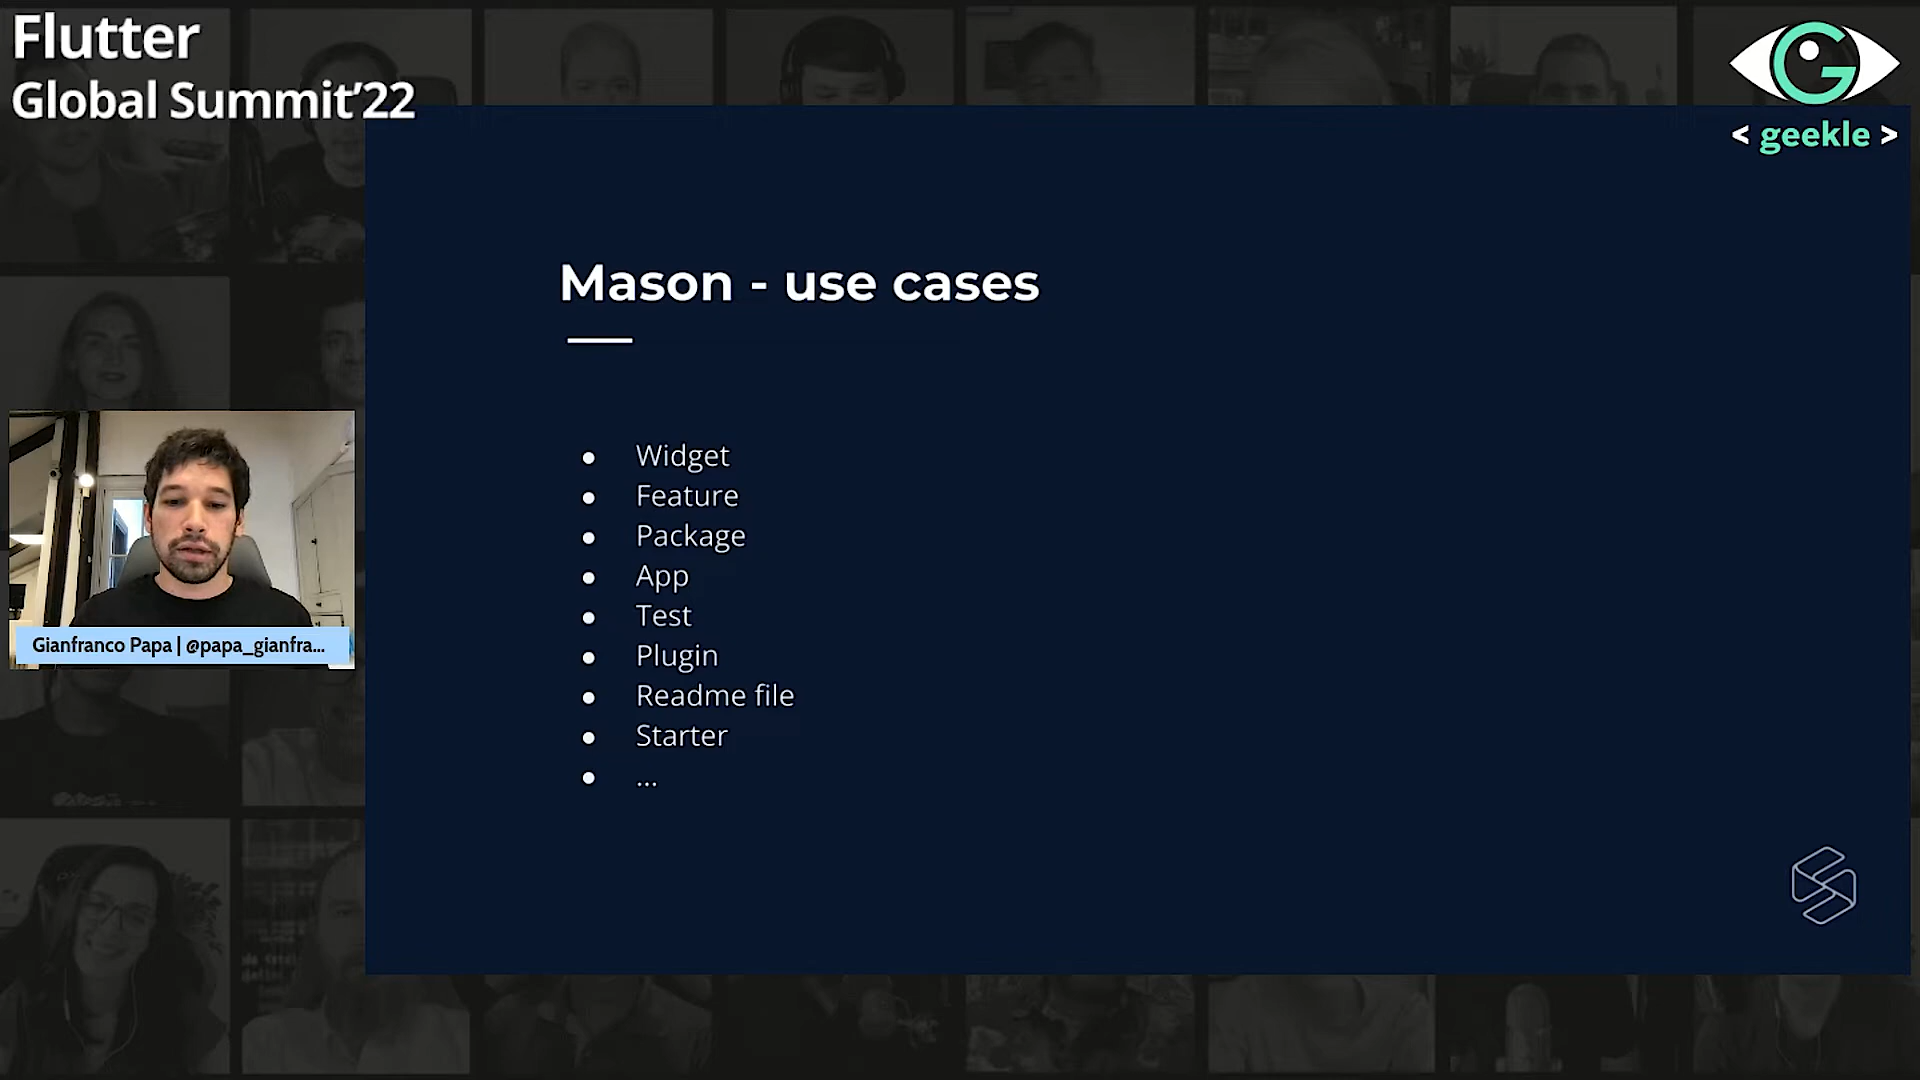 Flutter
Global Summit'22
< geekle >
Mason - use cases
● Widget
● Feature
● Package
● App
● Test
● Plugin
● Readme file
● Starter
● ...
Gianfranco Papa | @papa_gianfra...